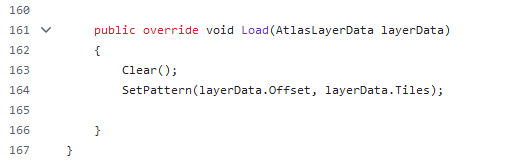 160
161 public override void Load(AtlasLayerData layerData)
162 {
163 Clear();
164 SetPattern(layerData.Offset, layerData.Tiles);
165
166 }
167 }